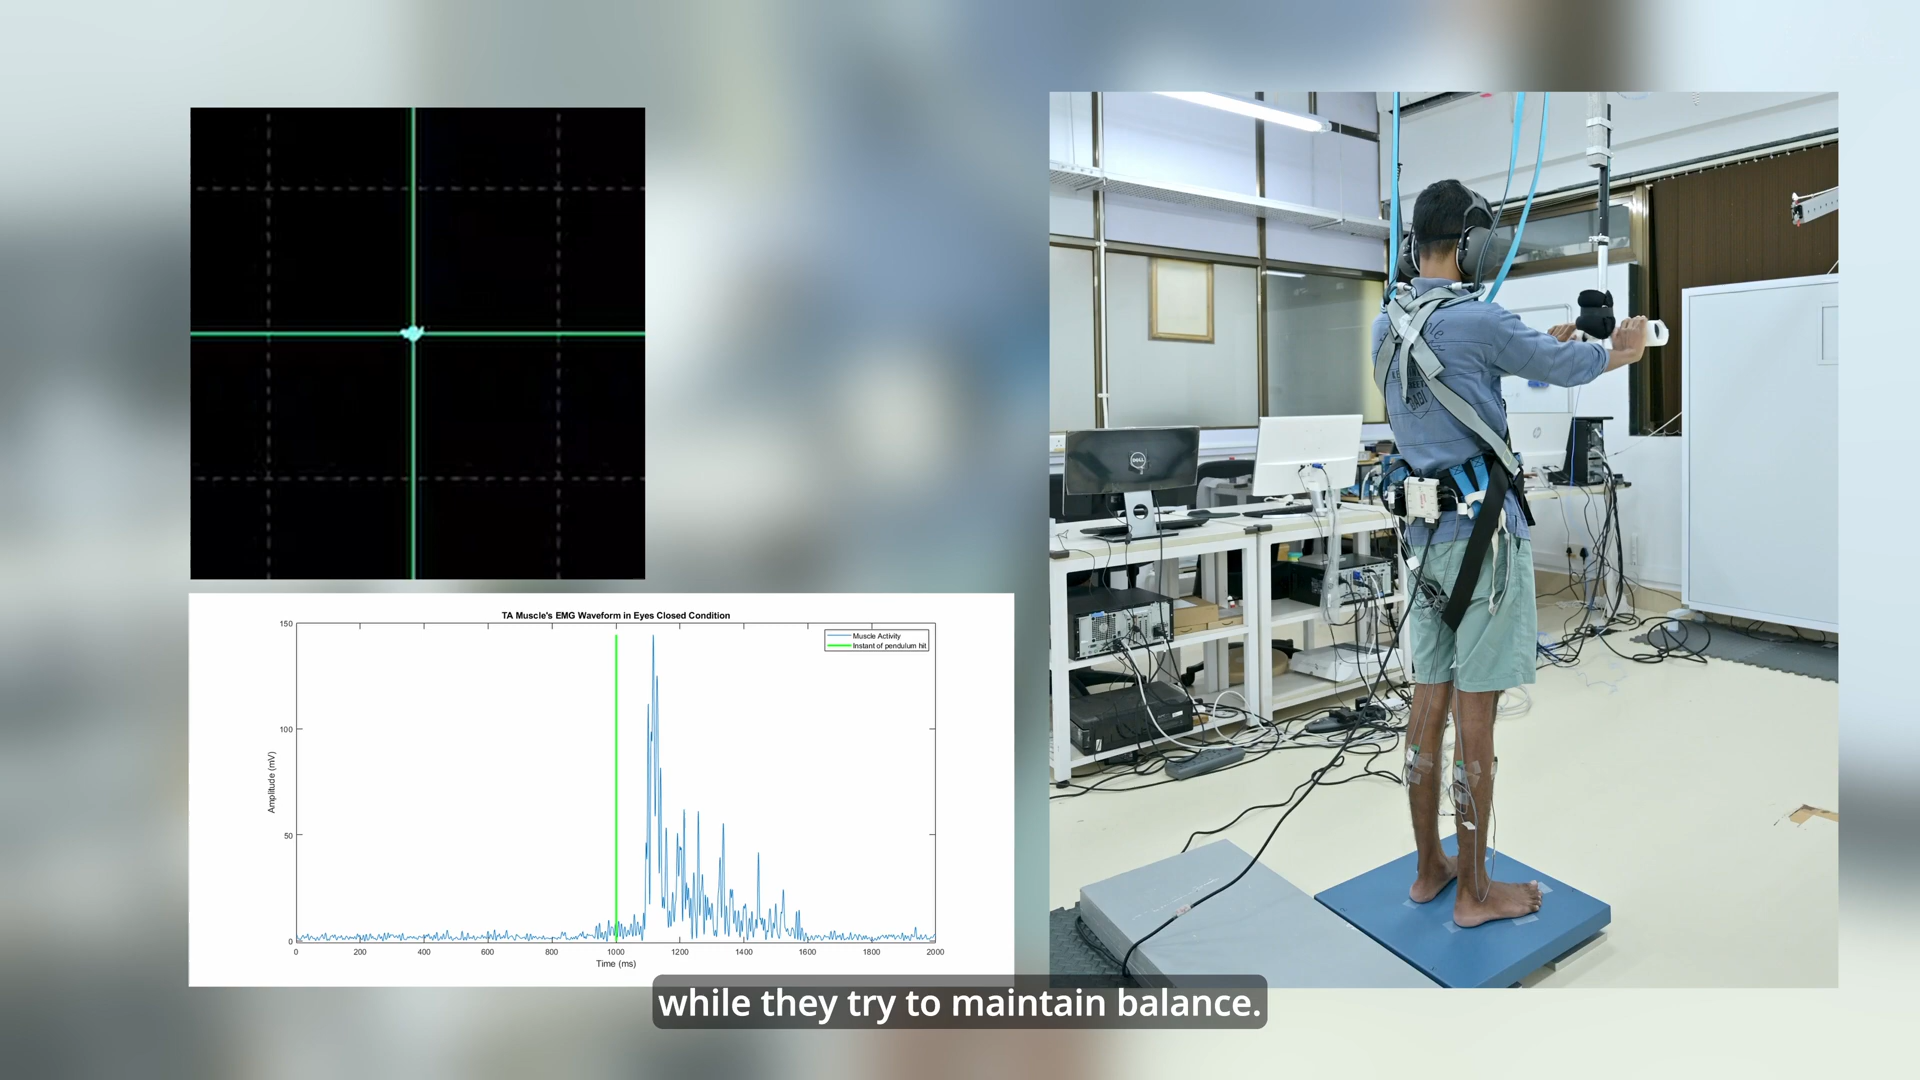 TA Muscle's EMG Waveform in Eyes Closed Condition
Muscle Activity
Instant of pendulum hit
Amplitude (mV)
150
100
50
0
0 200 400 600 800 1000 1200 1400 1600 1800 2000
Time (ms)
DELL
while they try to maintain balance.